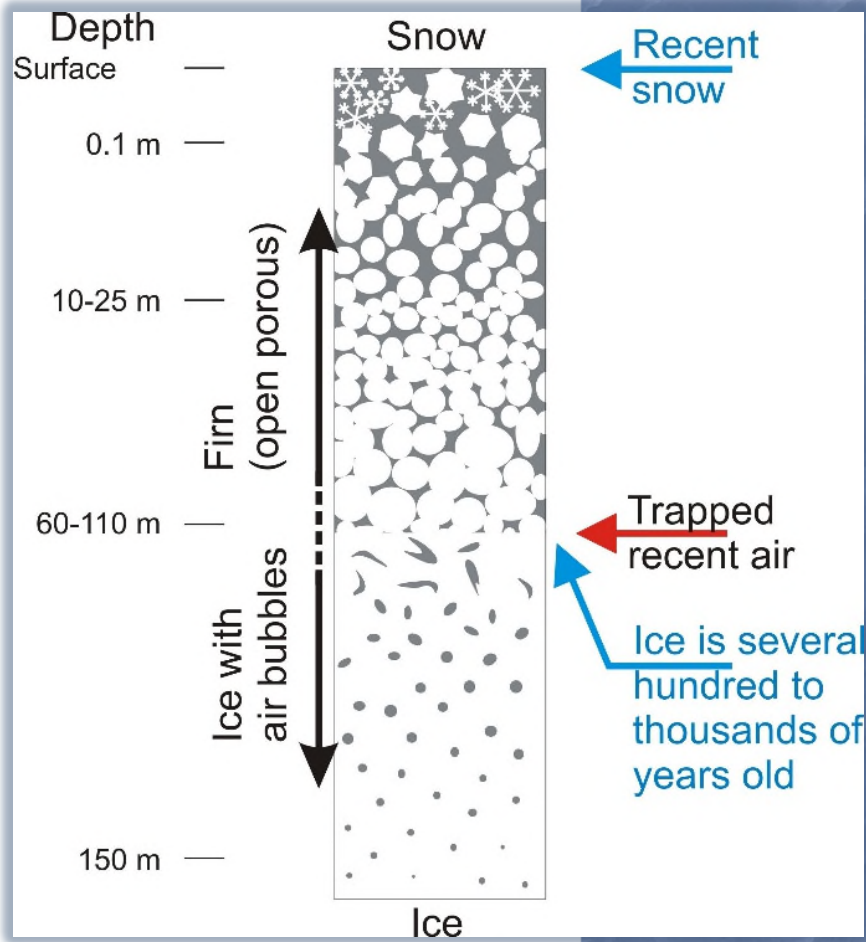 Depth
Snow
Surface
Recent
snow
0.1 m
10-25 m
Firn
(open porous)
60-110 m
Trapped
recent air
Ice with
air bubbles
Ice is several
hundred to
thousands of
years old
150 m
Ice